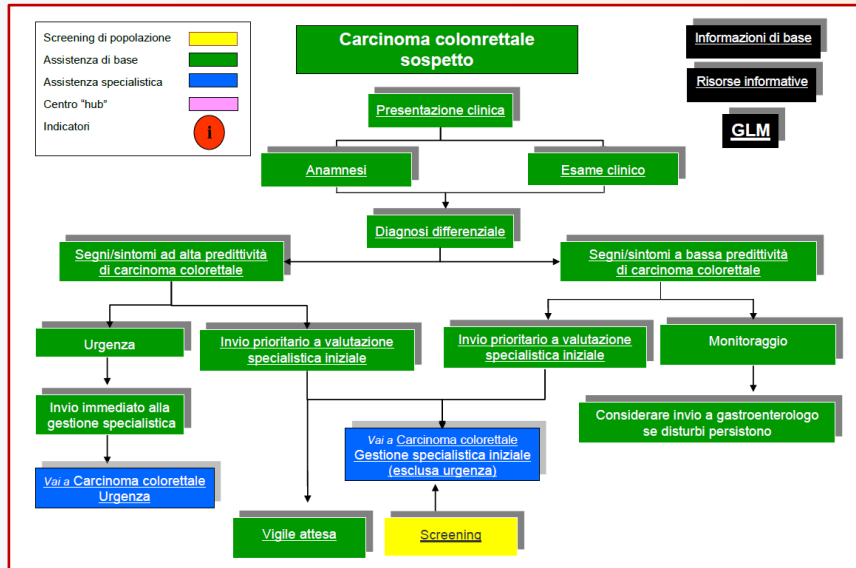 Screening di popolazione
Assistenza di base
Assistenza specialistica
Centro “hub”
Indicatori
i
Carcinoma colonrettale
sospetto
Informazioni di base
Risorse informative
GLM
Presentazione clinica
Anamnesi
Esame clinico
Diagnosi differenziale
Segni/sintomi ad alta predittività
di carcinoma colorettale
Segni/sintomi a bassa predittività
di carcinoma colorettale
Urgenza
Invio prioritario a valutazione
specialistica iniziale
Invio prioritario a valutazione
specialistica iniziale
Monitoraggio
Invio immediato alla
gestione specialistica
Vai a Carcinoma colorettale
Gestione specialistica iniziale
(esclusa urgenza)
Considerare invio a gastroenterologo
se disturbi persistono
Vai a Carcinoma colorettale
Urgenza
Vigile attesa
Screening